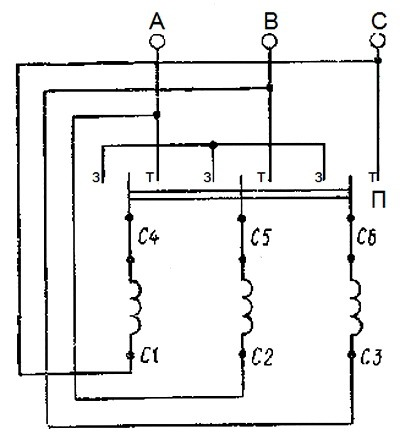 А В С
З Т З Т З Т
П
С4 С5 С6
С1 С2 С3